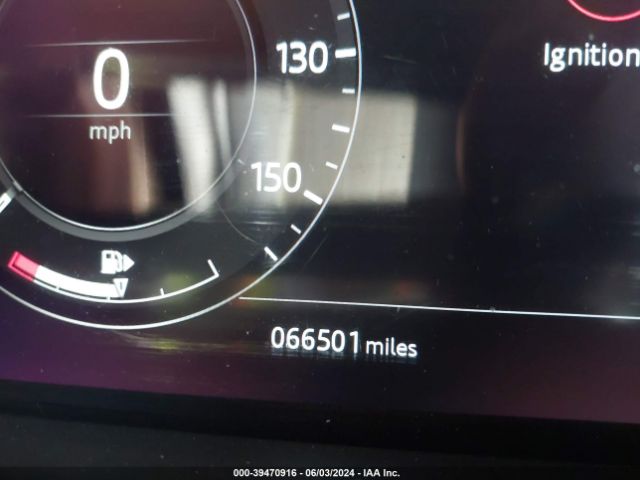 130
Ignition
0
mph
150
066501 miles
000-39470916 - 06/03/2024 - IAA Inc.